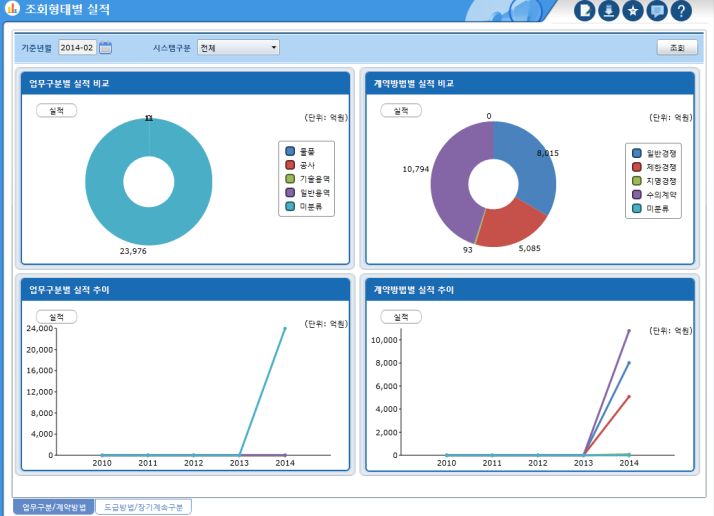 조회형태별 실적
기준년월 2014-02 시스템구분 전체 조회
업무구분별 실적 비교
실적
(단위: 억원)
23,976
물품
공사
기술용역
일반용역
미분류
계약방법별 실적 비교
실적
(단위: 억원)
0
8,015
10,794
93
5,085
일반경쟁
제한경쟁
지명경쟁
수의계약
미분류
업무구분별 실적 추이
실적
(단위: 억원)
24,000
20,000
16,000
12,000
8,000
4,000
0
2010 2011 2012 2013 2014
계약방법별 실적 추이
실적
(단위: 억원)
10,000
8,000
6,000
4,000
2,000
0
2010 2011 2012 2013 2014
업무구분/계약방법 도급방법/장기계속구분